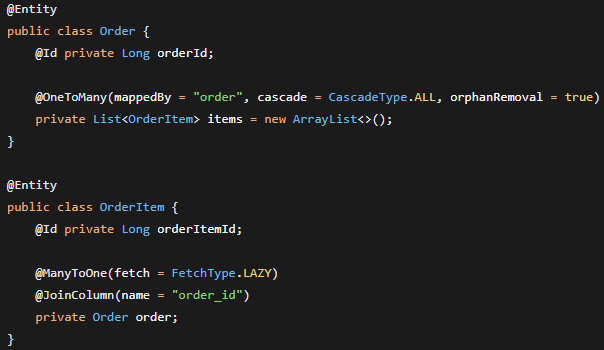 @Entity
public class Order {
    @Id private Long orderId;

    @OneToMany(mappedBy = "order", cascade = CascadeType.ALL, orphanRemoval = true)
    private List<OrderItem> items = new ArrayList<>();
}

@Entity
public class OrderItem {
    @Id private Long orderItemId;

    @ManyToOne(fetch = FetchType.LAZY)
    @JoinColumn(name = "order_id")
    private Order order;
}